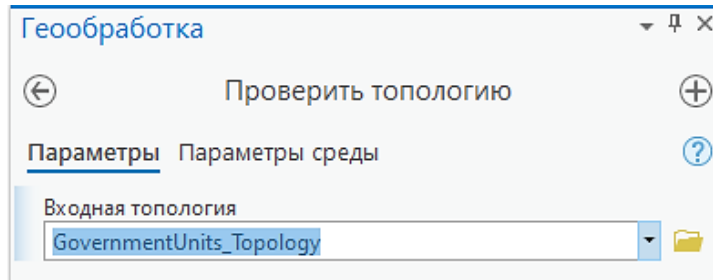 Геообработка
Проверить топологию
Параметры Параметры среды
Входная топология
GovernmentUnits_Topology